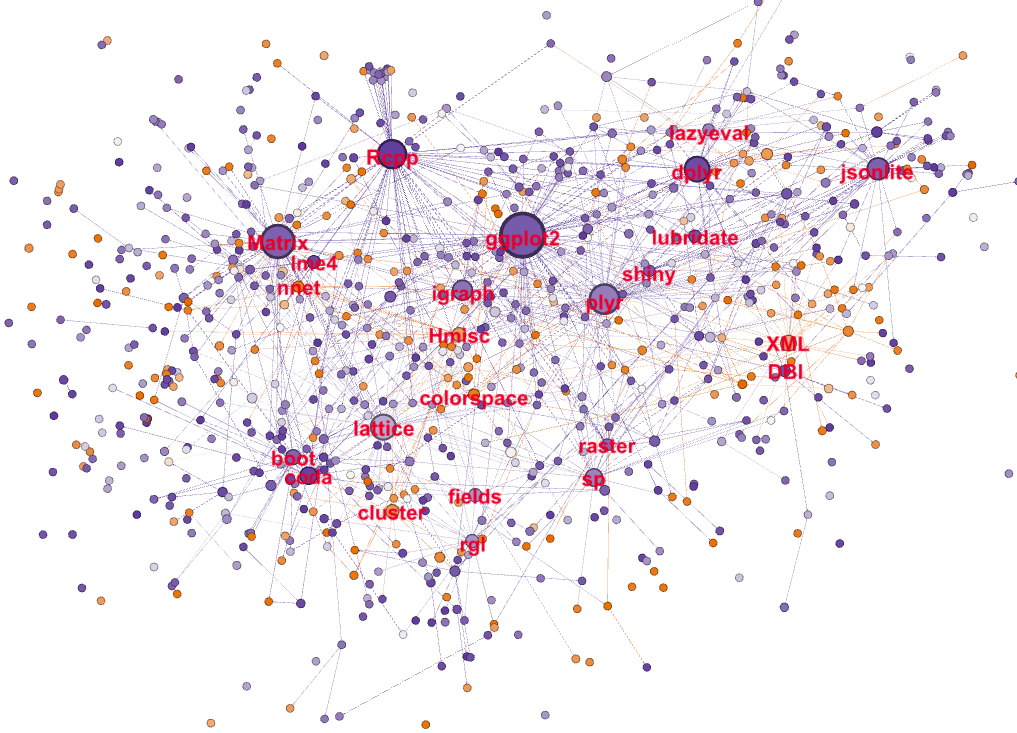 lazyeval
Rcpp
dplyr
jsonlite
ggplot2
lubridate
Matrix
lme4
shiny
nnet
igraph
plyr
Hmisc
XML
DBI
colorspace
lattice
raster
boot
coda
sp
fields
cluster
rgl